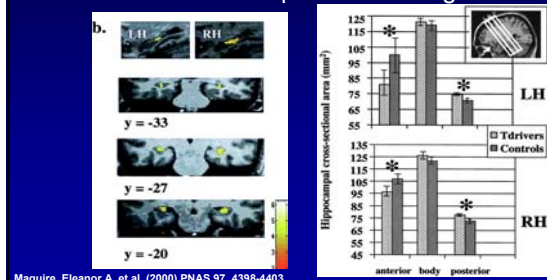 b.
LH RH
y = -33
y = -27
y = -20
Maguire, Eleanor A. et al. (2000) PNAS 97, 4398-4403
Hippocampal cross-sectional area (mm²)
125
115
105
95
85
75
65
55
LH
Tdrivers
Controls
135
125
115
105
95
85
75
65
55
45
RH
anterior body posterior
* * * *